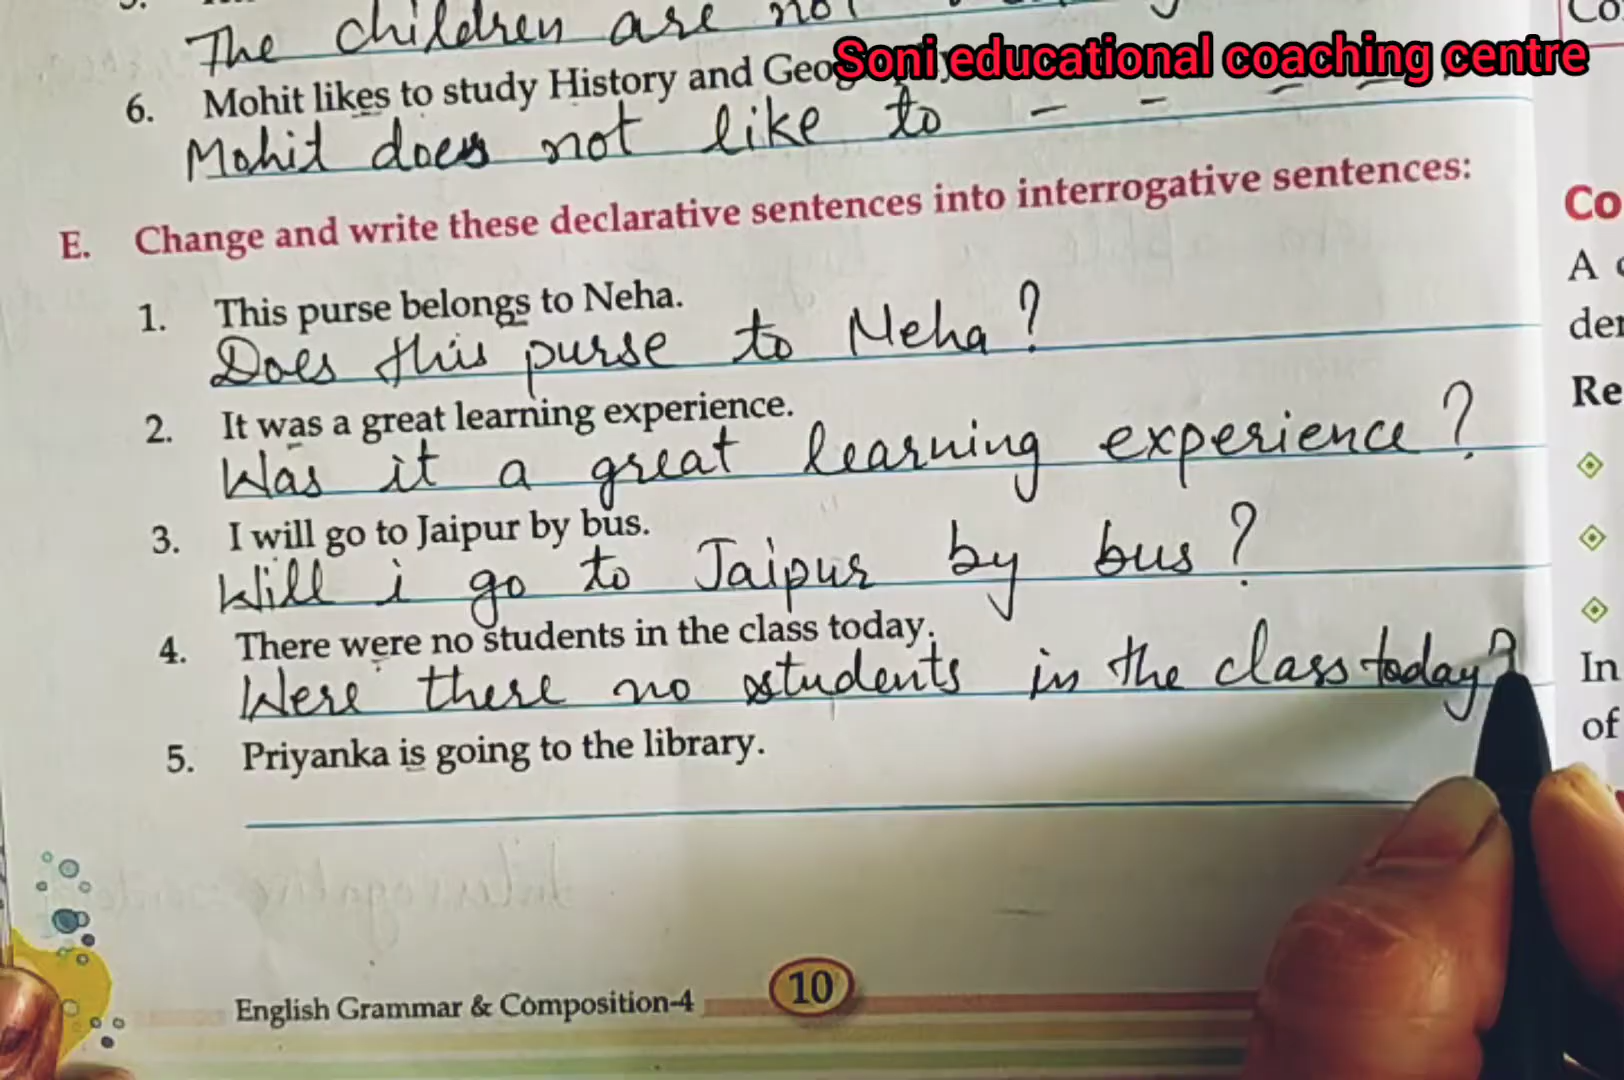 The children are not
Soni educational coaching centre
6. Mohit likes to study History and Geog
Mohit does not like to - - - -
E. Change and write these declarative sentences into interrogative sentences:
1. This purse belongs to Neha.
Does this purse to Neha?
2. It was a great learning experience.
Was it a great learning experience?
3. I will go to Jaipur by bus.
Will i go to Jaipur by bus?
4. There were no students in the class today.
Were there no students in the class today?
5. Priyanka is going to the library.
English Grammar & Composition-4
10
Co
Co
A
der
Re
In
of